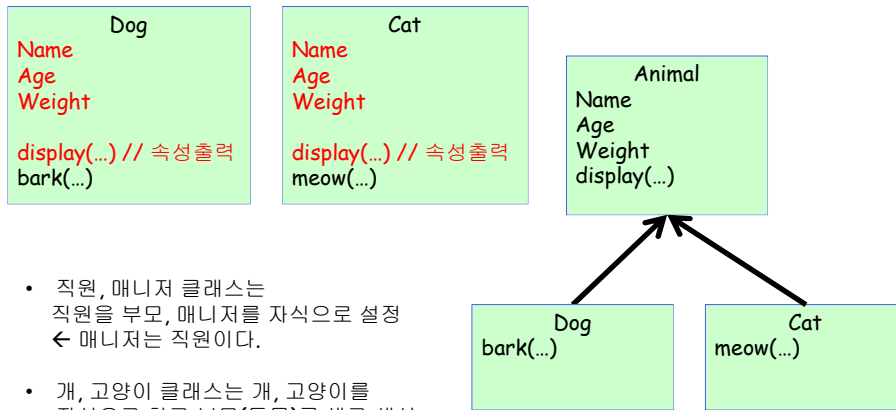 Dog
Name
Age
Weight
display(…) // 속성출력
bark(…)
Cat
Name
Age
Weight
display(…) // 속성출력
meow(…)
Animal
Name
Age
Weight
display(…)
• 직원, 매니저 클래스는
직원을 부모, 매니저를 자식으로 설정
← 매니저는 직원이다.
• 개, 고양이 클래스는 개, 고양이를
Dog
bark(…)
Cat
meow(…)